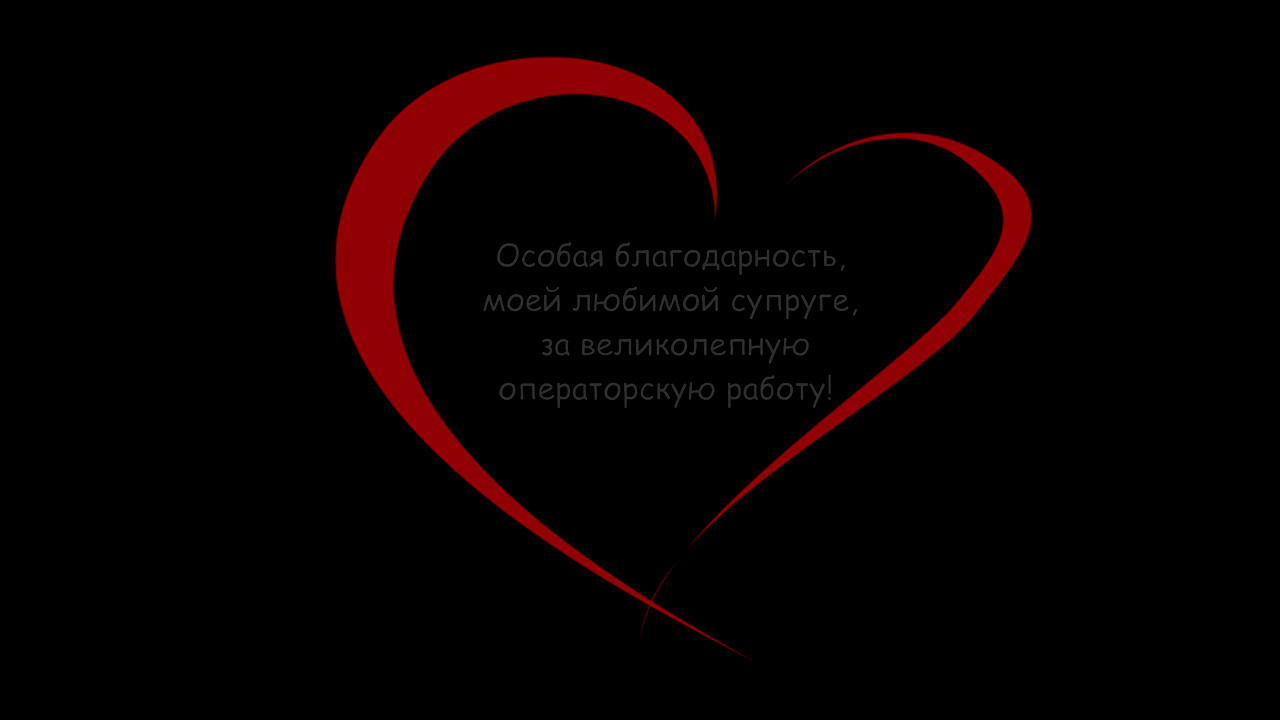 Особая благодарность,
моей любимой супруге,
за великолепную
операторскую работу!